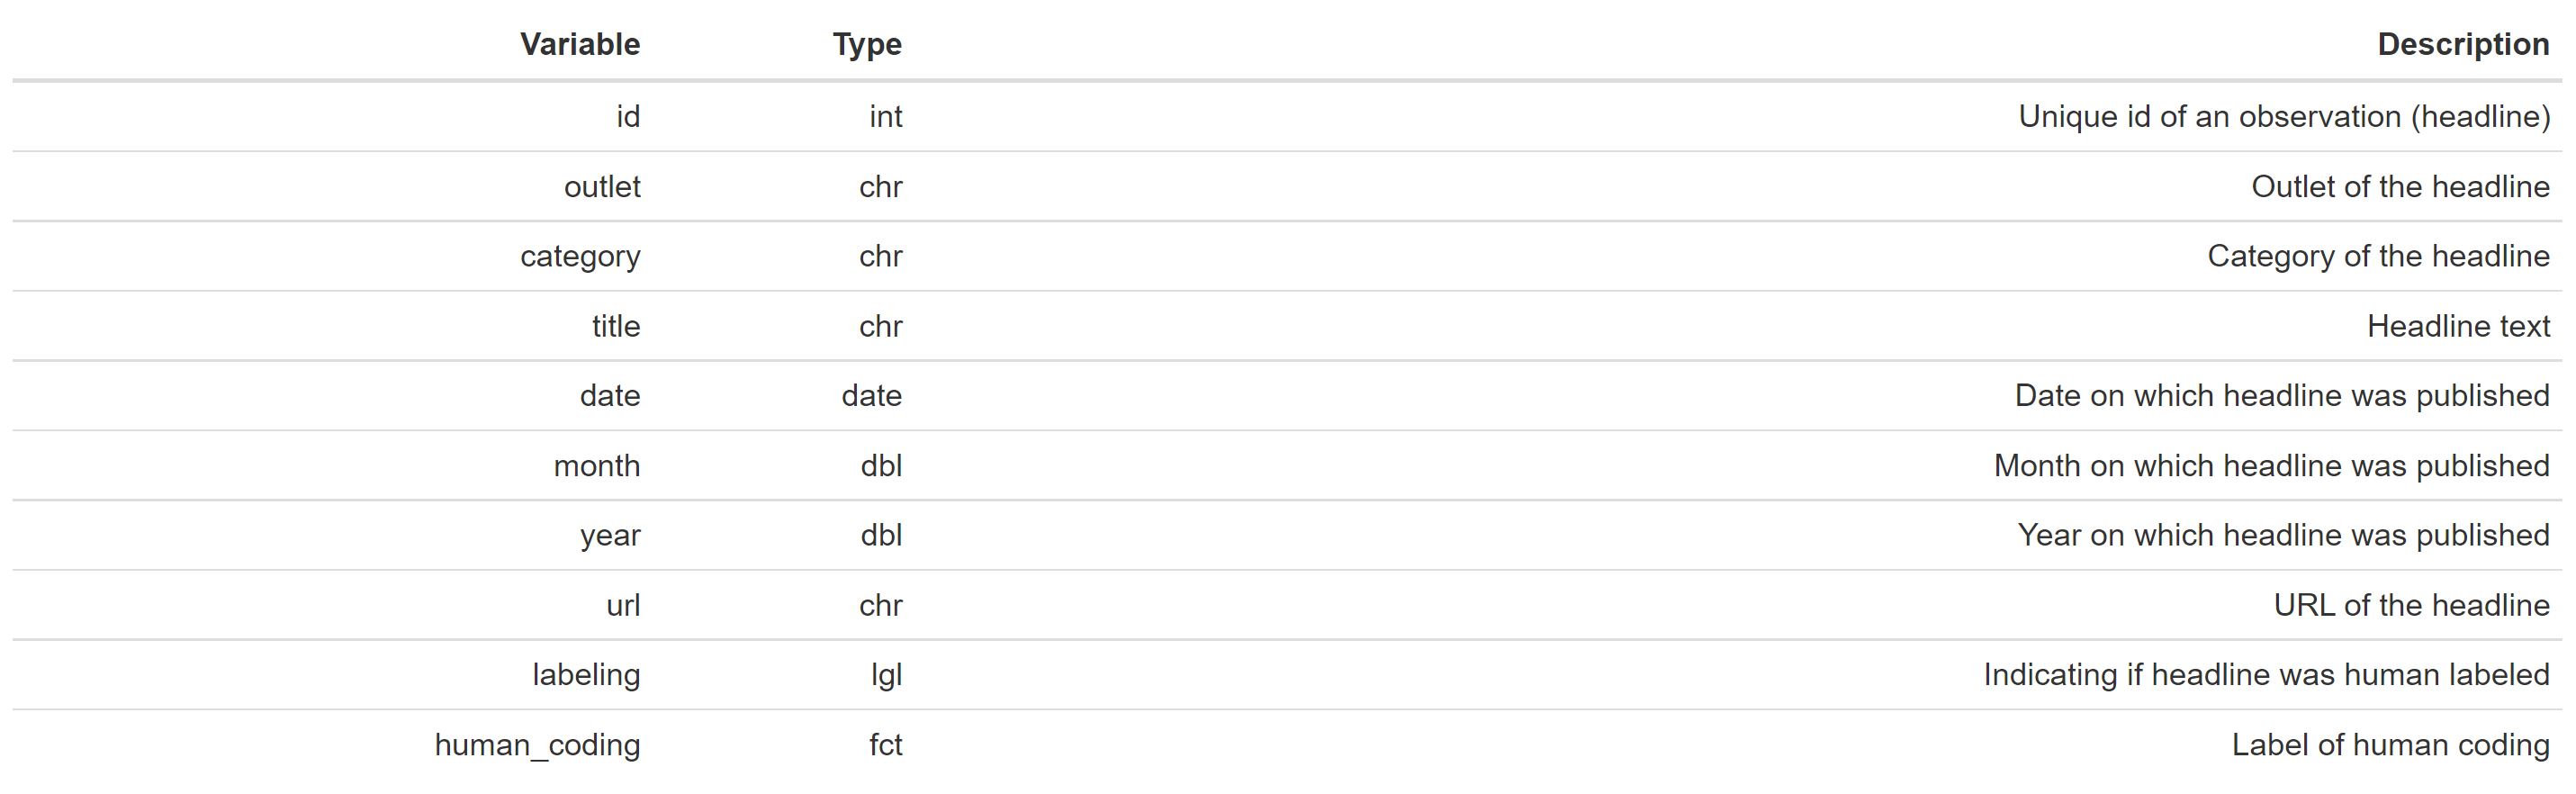 Variable Type Description
id int Unique id of an observation (headline)
outlet chr Outlet of the headline
category chr Category of the headline
title chr Headline text
date date Date on which headline was published
month dbl Month on which headline was published
year dbl Year on which headline was published
url chr URL of the headline
labeling lgl Indicating if headline was human labeled
human_coding fct Label of human coding